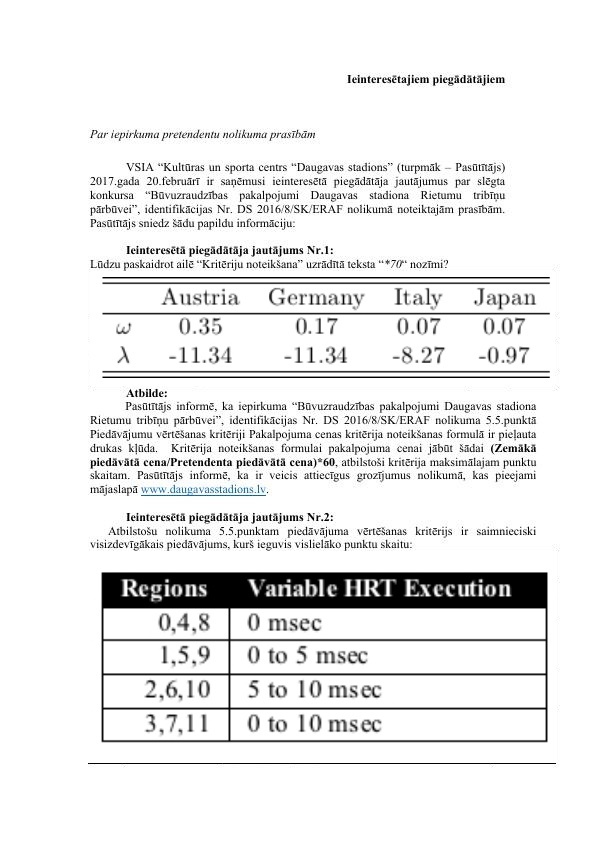 Ieinteresētajiem piegādātājiem
Par iepirkuma pretendentu nolikuma prasībām
VSIA “Kultūras un sporta centrs “Daugavas stadions” (turpmāk – Pasūtītājs)
2017.gada 20.februārī ir saņēmusi ieinteresētā piegādātāja jautājumus par slēgta
konkursa “Būvuzraudzības pakalpojumi Daugavas stadiona Rietumu tribīņu
pārbūvei”, identifikācijas Nr. DS 2016/8/SK/ERAF nolikumā noteiktajām prasībām.
Pasūtītājs sniedz šādu papildu informāciju:
Ieinteresētā piegādātāja jautājums Nr.1:
Lūdzu paskaidrot ailē “Kritēriju noteikšana” uzrādītā teksta “*70“ nozīmi?
Austria Germany Italy Japan
ω 0.35 0.17 0.07 0.07
λ -11.34 -11.34 -8.27 -0.97
Atbilde:
Pasūtītājs informē, ka iepirkuma “Būvuzraudzības pakalpojumi Daugavas stadiona
Rietumu tribīņu pārbūvei”, identifikācijas Nr. DS 2016/8/SK/ERAF nolikuma 5.5.punktā
Piedāvājumu vērtēšanas kritēriji Pakalpojuma cenas kritērija noteikšanas formulā ir pieļauta
drukas kļūda. Kritērija noteikšanas formulai pakalpojuma cenai jābūt šādai (Zemākā
piedāvātā cena/Pretendenta piedāvātā cena)*60, atbilstoši kritērija maksimālajam punktu
skaitam. Pasūtītājs informē, ka ir veicis attiecīgus grozījumus nolikumā, kas pieejami
mājaslapā www.daugavasstadions.lv.
Ieinteresētā piegādātāja jautājums Nr.2:
Atbilstošu nolikuma 5.5.punktam piedāvājuma vērtēšanas kritērijs ir saimnieciski
visizdevīgākais piedāvājums, kurš ieguvis vislielāko punktu skaitu:
Regions Variable HRT Execution
0,4,8 0 msec
1,5,9 0 to 5 msec
2,6,10 5 to 10 msec
3,7,11 0 to 10 msec